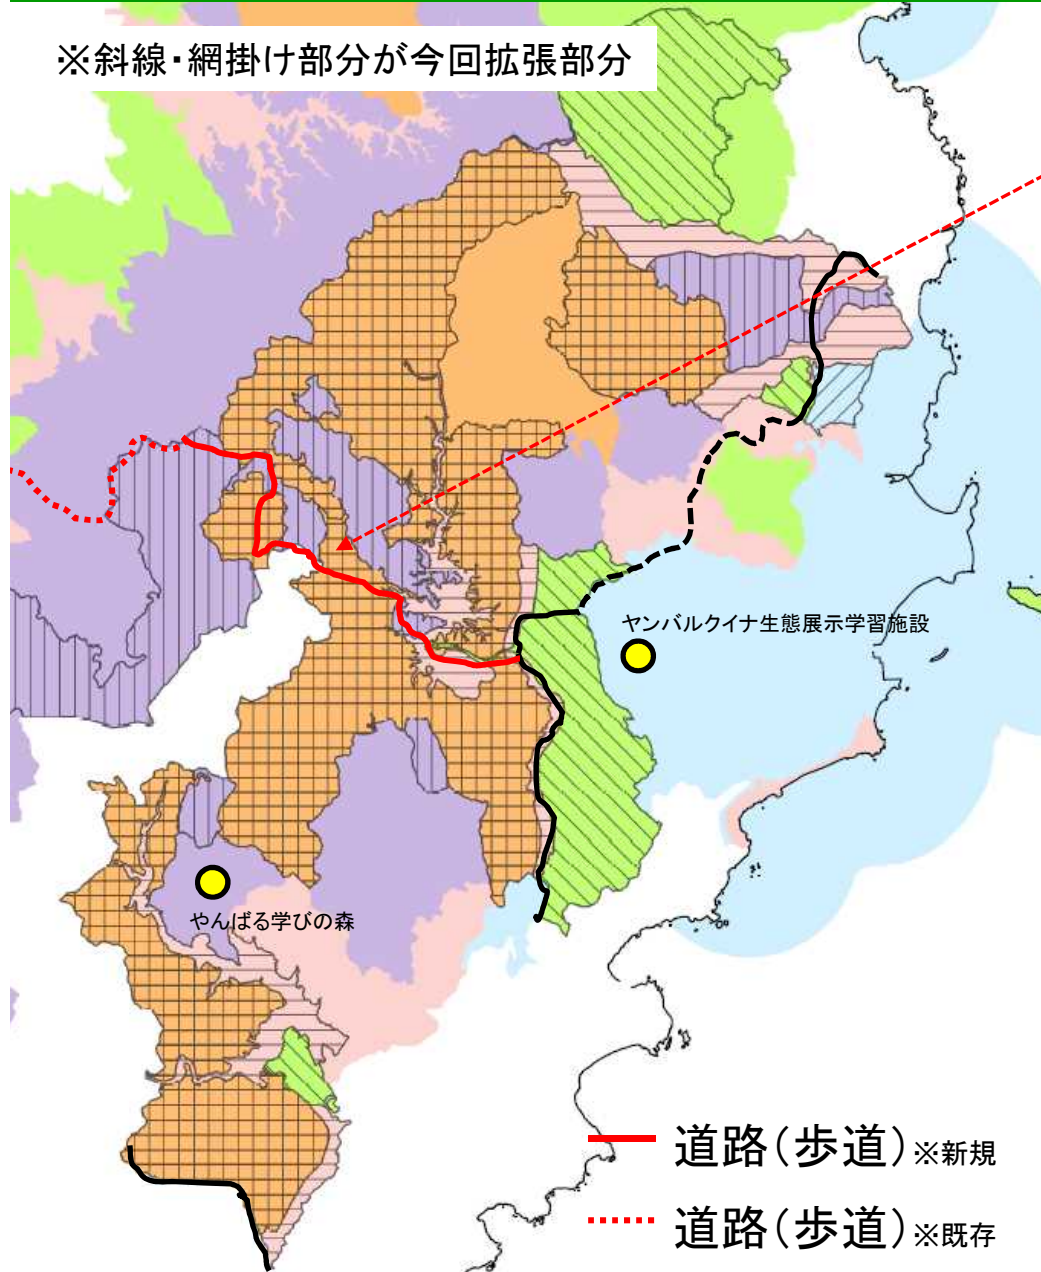 ※斜線・網掛け部分が今回拡張部分
ヤンバルクイナ生態展示学習施設
やんばる学びの森
道路（歩道）※新規
道路（歩道）※既存